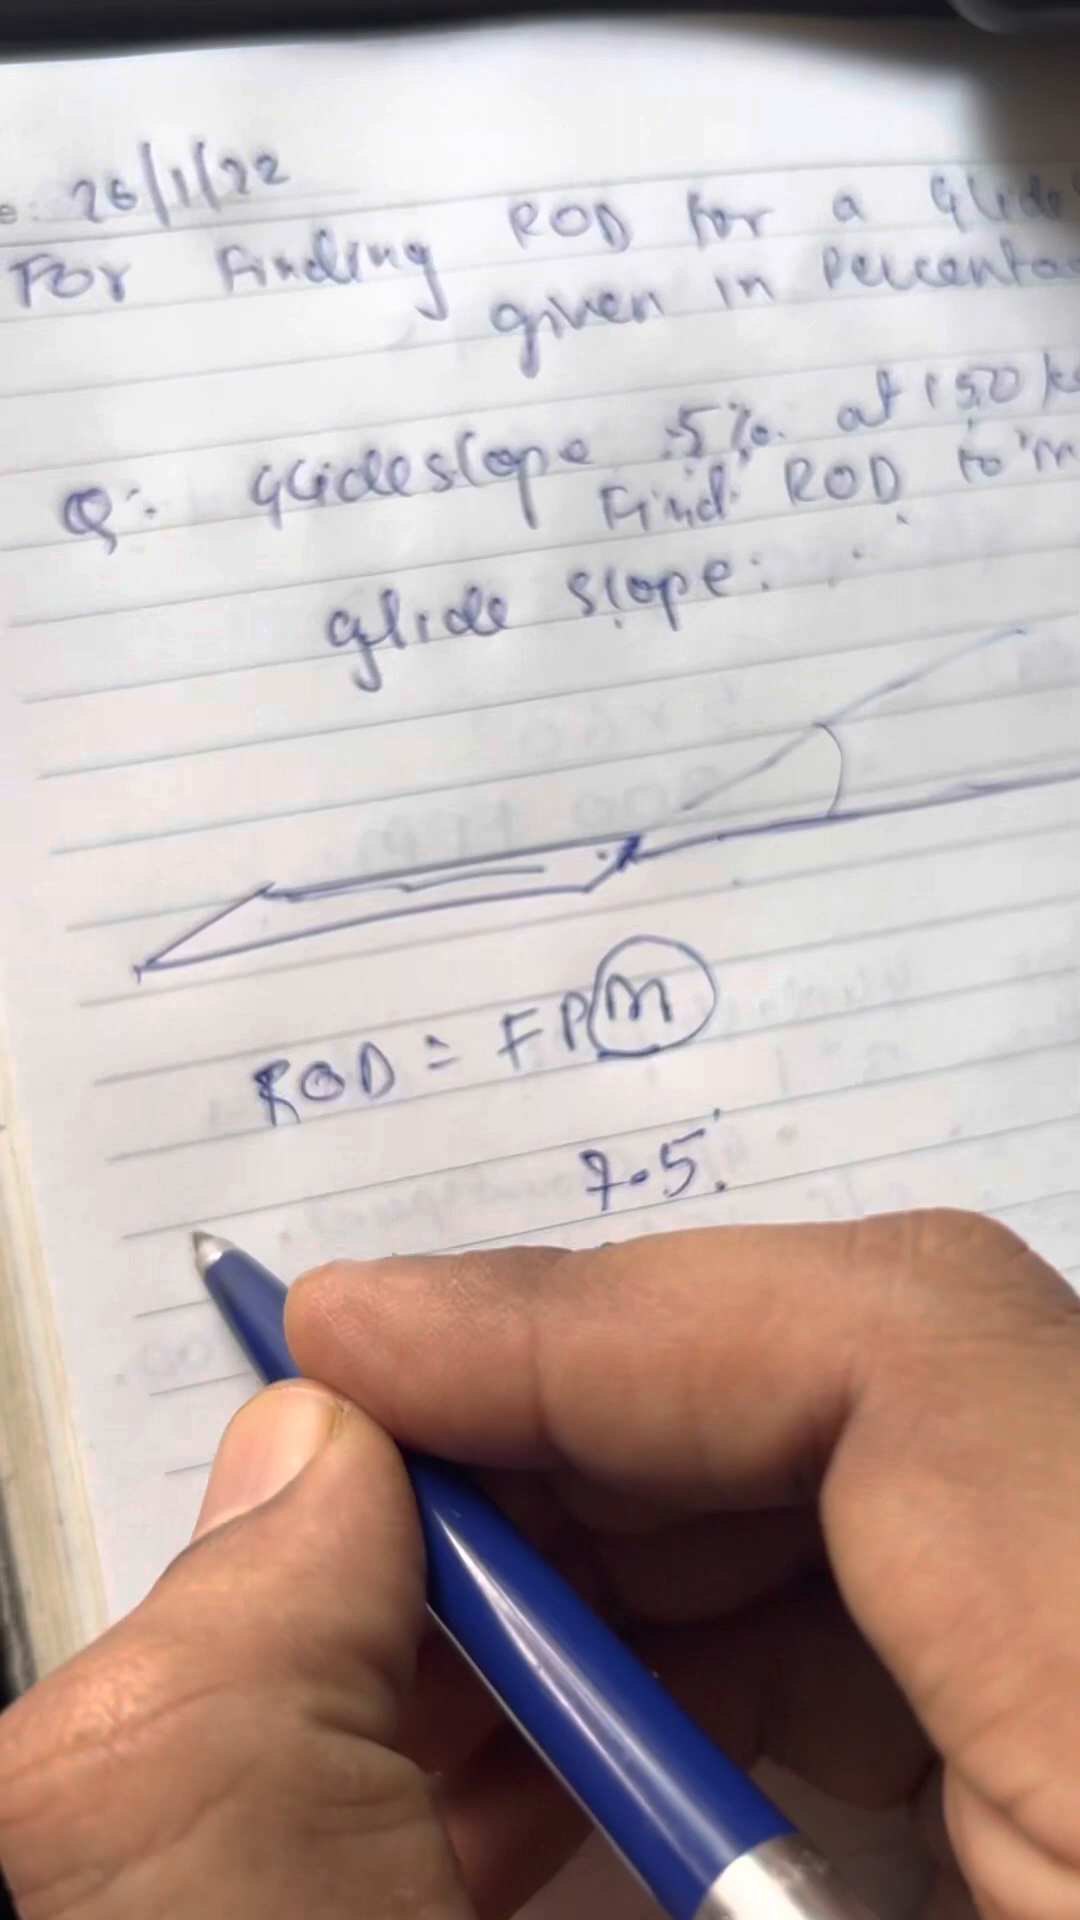 e: 26/1/22
For Finding ROD for a Glide
given in Percentag
Q: Glideslope 5% at 150 k
Find ROD to m
glide slope:
ROD = FPM
7.5